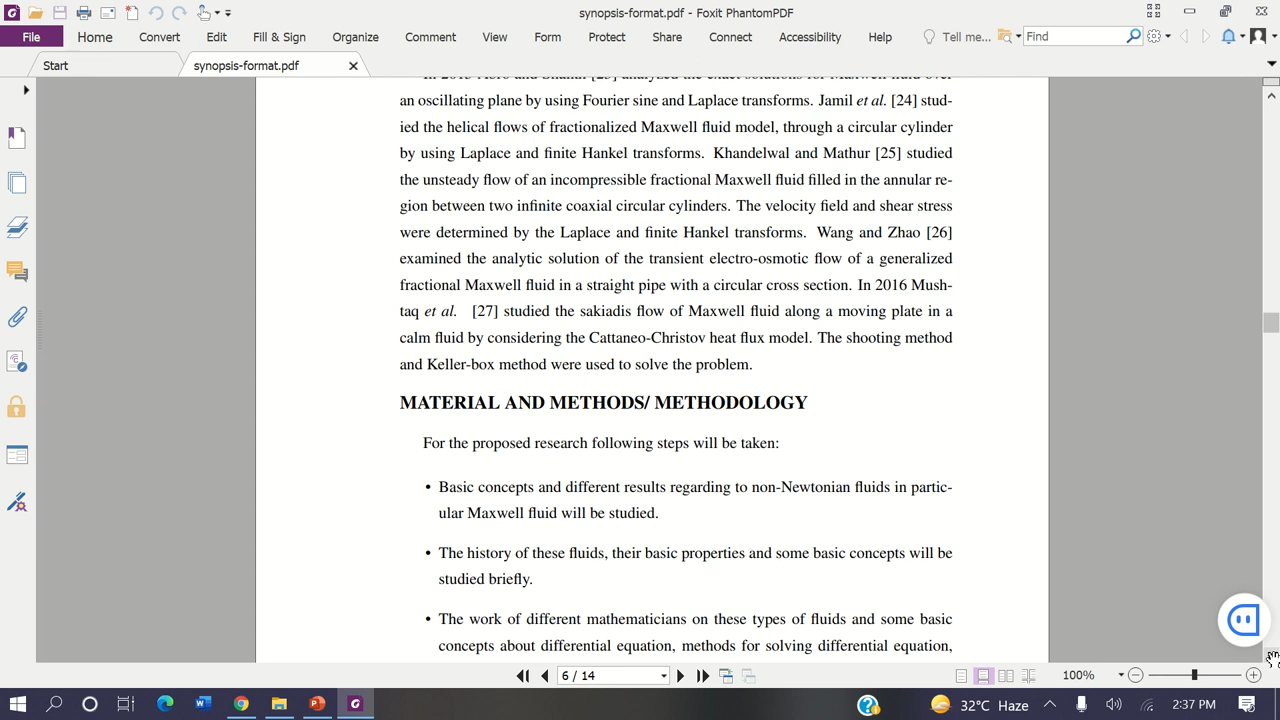 synopsis-format.pdf - Foxit PhantomPDF
File Home Convert Edit Fill & Sign Organize Comment View Form Protect Share Connect Accessibility Help Tell me... Find
Start synopsis-format.pdf
an oscillating plane by using Fourier sine and Laplace transforms. Jamil et al. [24] stud-
ied the helical flows of fractionalized Maxwell fluid model, through a circular cylinder
by using Laplace and finite Hankel transforms. Khandelwal and Mathur [25] studied
the unsteady flow of an incompressible fractional Maxwell fluid filled in the annular re-
gion between two infinite coaxial circular cylinders. The velocity field and shear stress
were determined by the Laplace and finite Hankel transforms. Wang and Zhao [26]
examined the analytic solution of the transient electro-osmotic flow of a generalized
fractional Maxwell fluid in a straight pipe with a circular cross section. In 2016 Mush-
taq et al. [27] studied the sakiadis flow of Maxwell fluid along a moving plate in a
calm fluid by considering the Cattaneo-Christov heat flux model. The shooting method
and Keller-box method were used to solve the problem.
MATERIAL AND METHODS/ METHODOLOGY
For the proposed research following steps will be taken:
• Basic concepts and different results regarding to non-Newtonian fluids in partic-
ular Maxwell fluid will be studied.
• The history of these fluids, their basic properties and some basic concepts will be
studied briefly.
• The work of different mathematicians on these types of fluids and some basic
concepts about differential equation, methods for solving differential equation,
6 / 14 100%
32°C Haze 2:37 PM